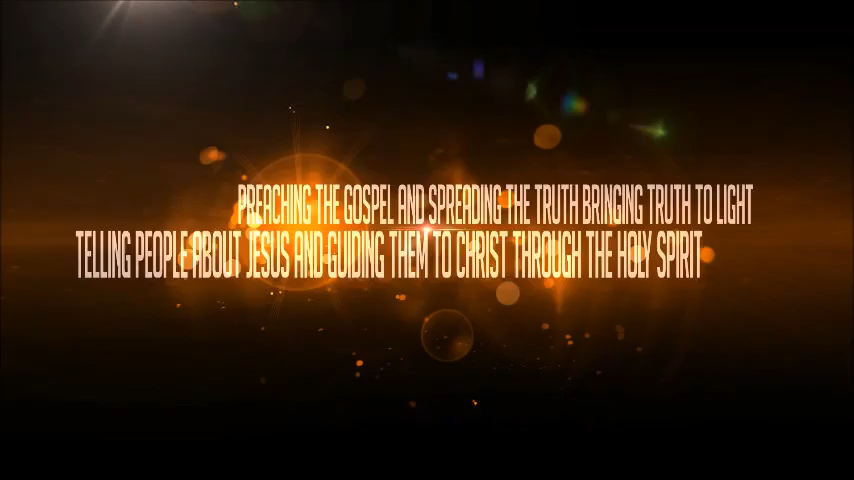 PREACHING THE GOSPEL AND SPREADING THE TRUTH BRINGING TRUTH TO LIGHT
TELLING PEOPLE ABOUT JESUS AND GUIDING THEM TO CHRIST THROUGH THE HOLY SPIRIT